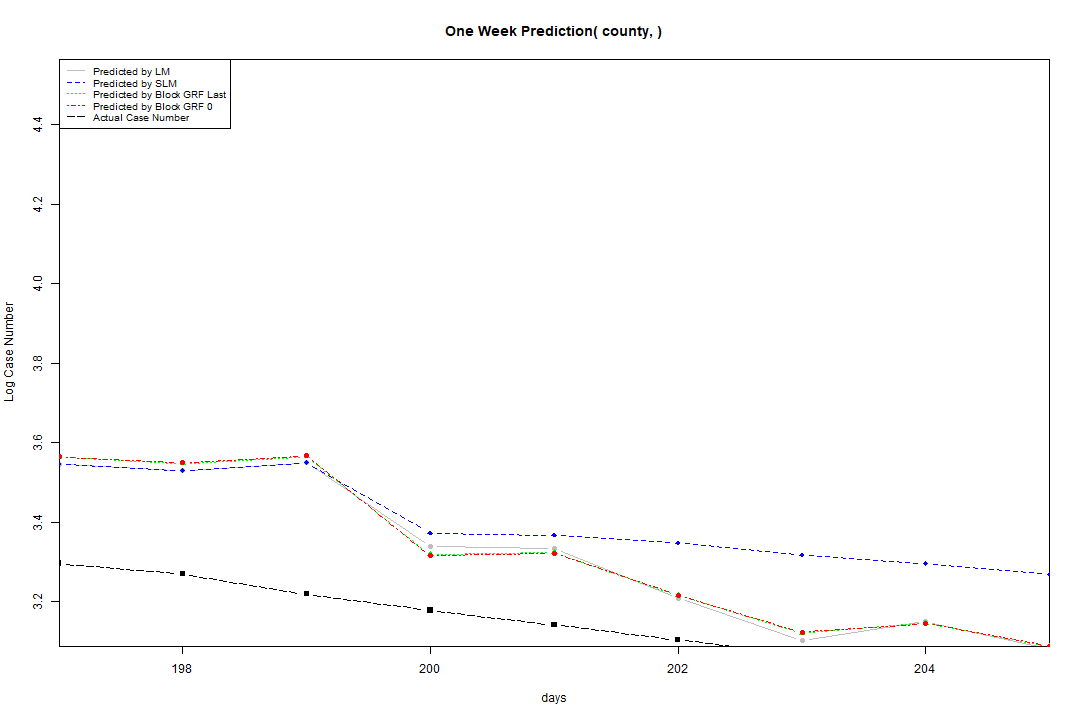 One Week Prediction( county, )
Predicted by LM
Predicted by SLM
Predicted by Block GRF Last
Predicted by Block GRF 0
Actual Case Number
4.4
4.2
4.0
3.8
3.6
3.4
3.2
Log Case Number
198
200
202
204
days